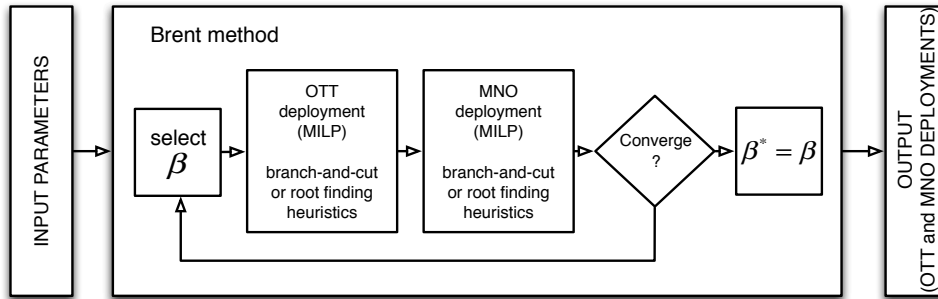 INPUT PARAMETERS
Brent method
select
β
OTT
deployment
(MILP)
branch-and-cut
or root finding
heuristics
MNO
deployment
(MILP)
branch-and-cut
or root finding
heuristics
Converge
?
β* = β
OUTPUT
(OTT and MNO DEPLOYMENTS)